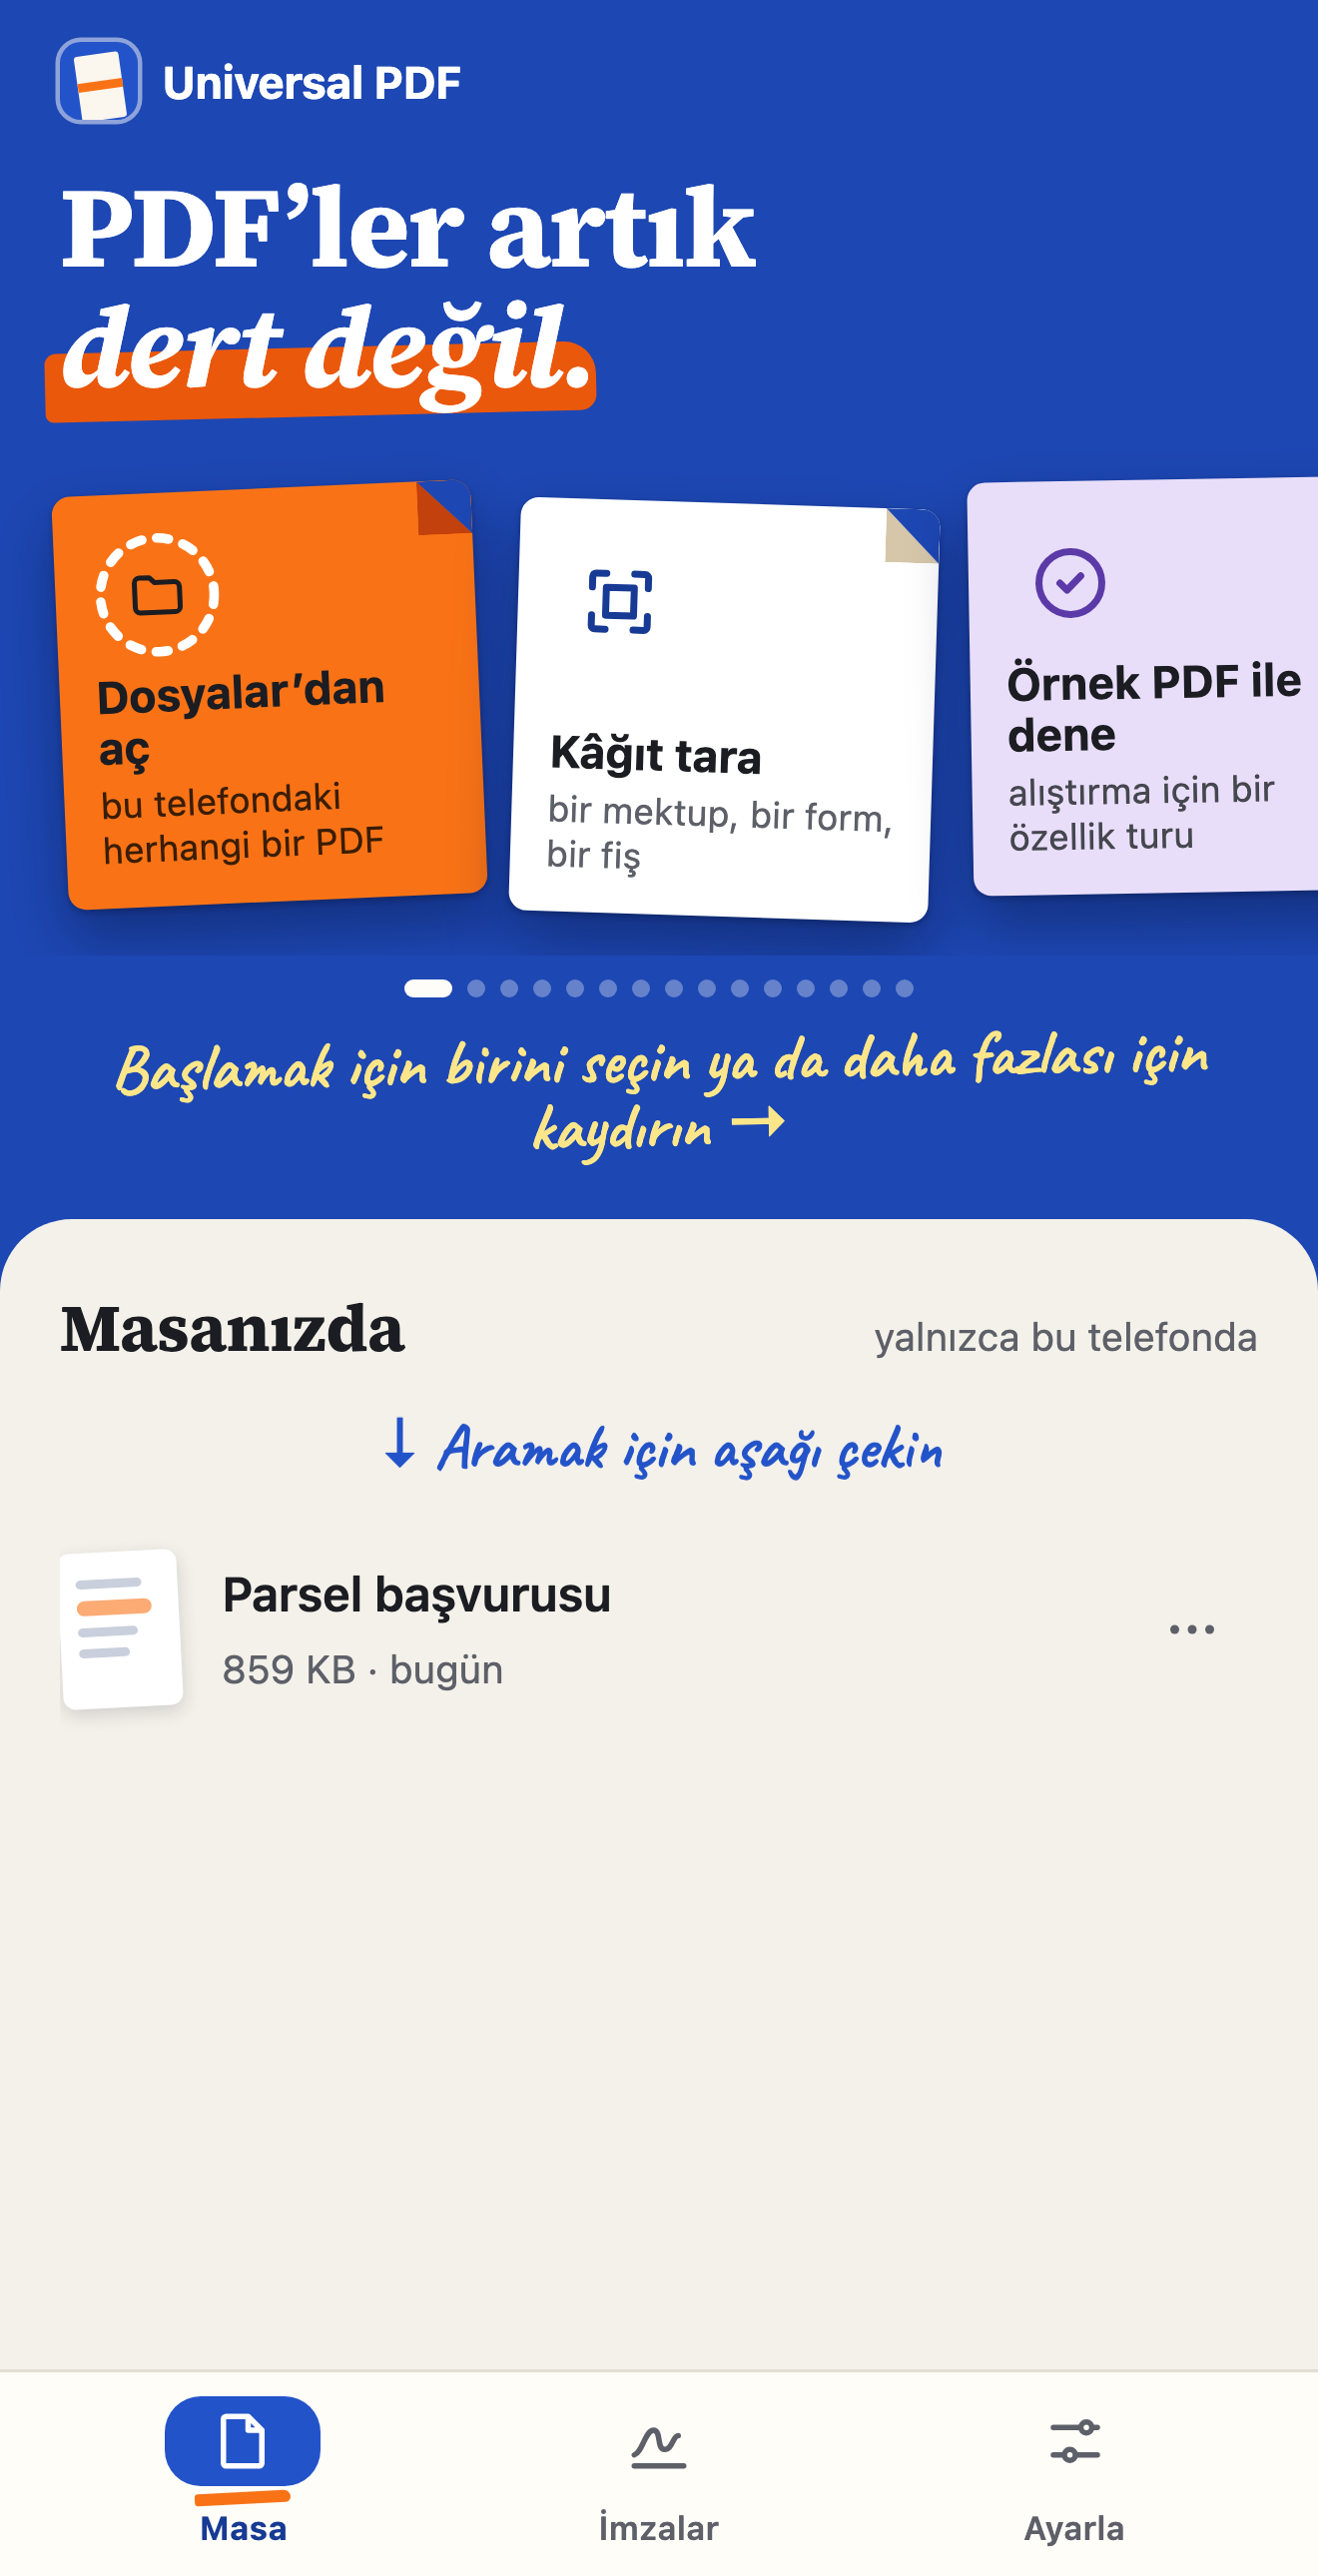 Universal PDF
PDF’ler artık
dert değil.
Dosyalar’dan
aç
bu telefondaki
herhangi bir PDF
Kâğıt tara
bir mektup, bir form,
bir fiş
Örnek PDF ile
dene
alıştırma için bir
özellik turu
Başlamak için birini seçin ya da daha fazlası için
kaydırın →
Masanızda
yalnızca bu telefonda
↓ Aramak için aşağı çekin
Parsel başvurusu
859 KB · bugün
Masa
İmzalar
Ayarla